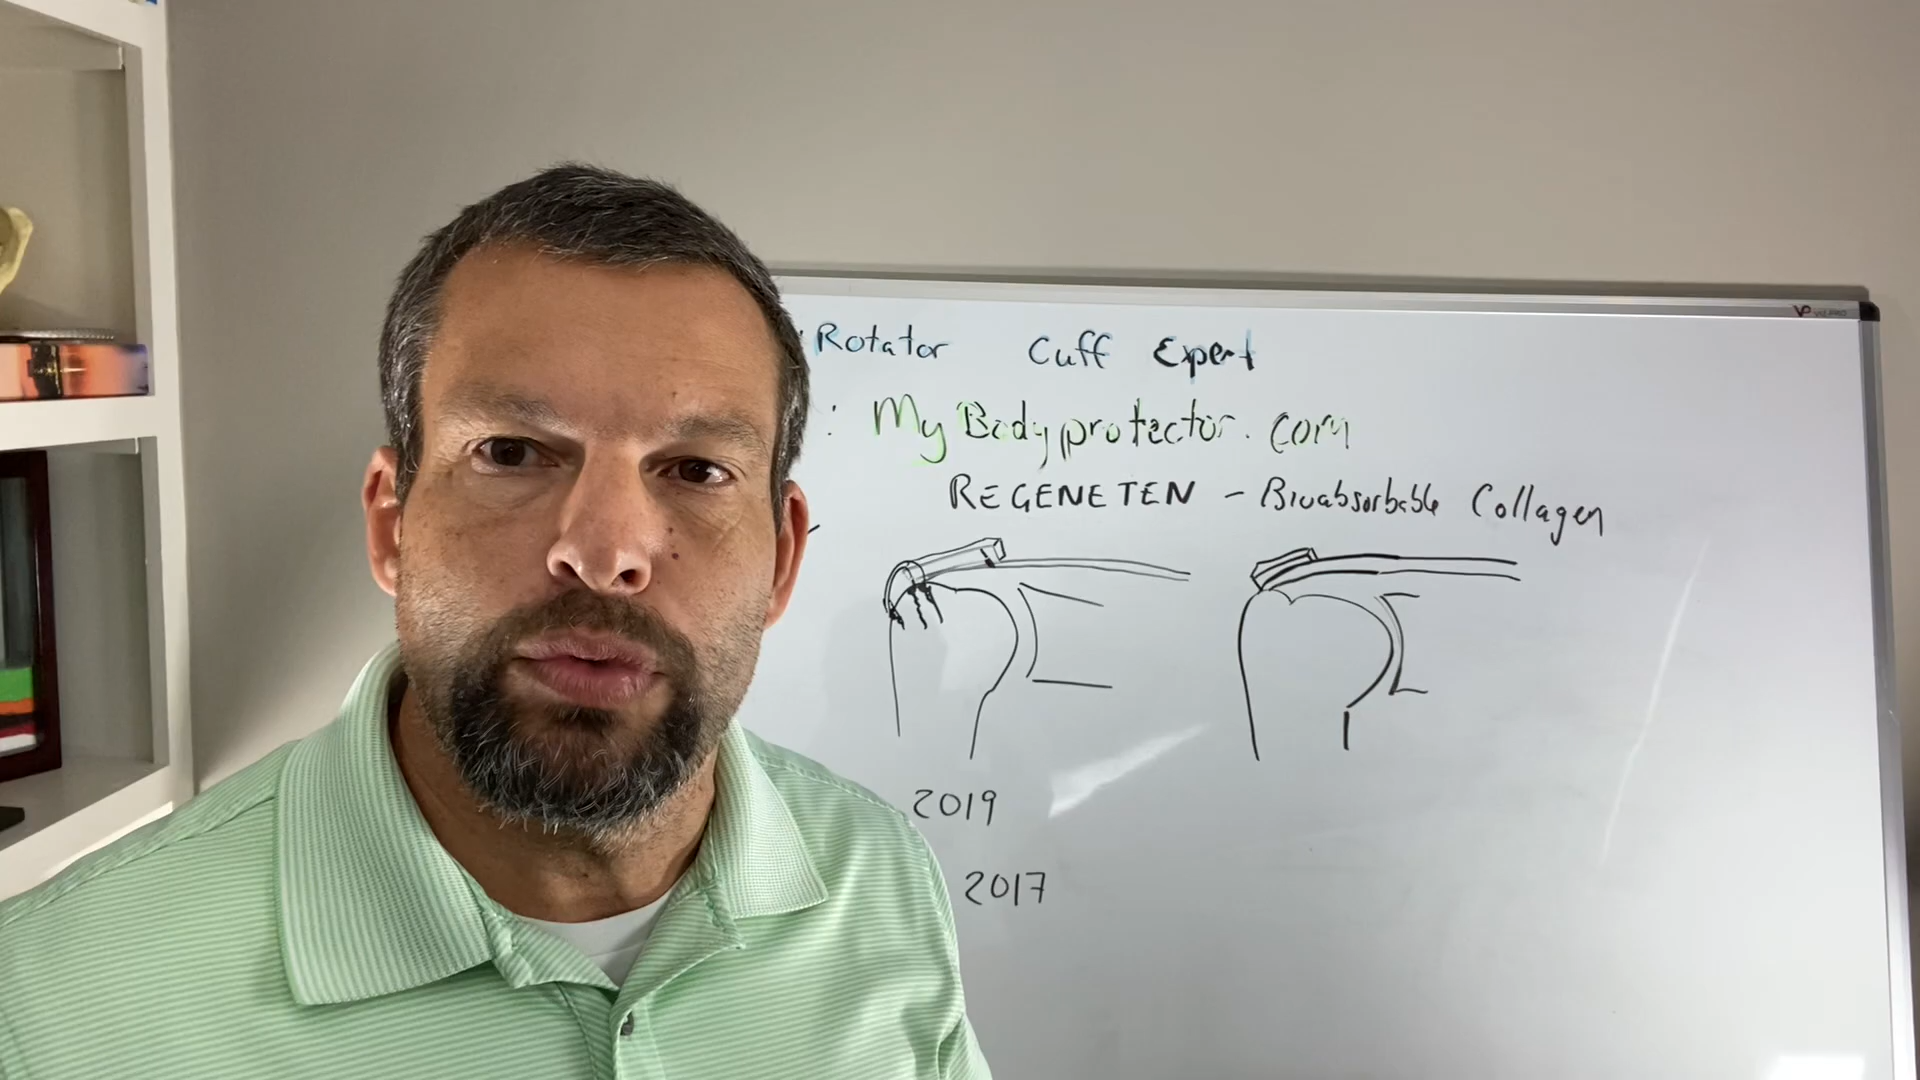 Rotator Cuff Expert
: MyBodyprotector.com
REGENETEN - Bioabsorbable Collagen
2019
2017